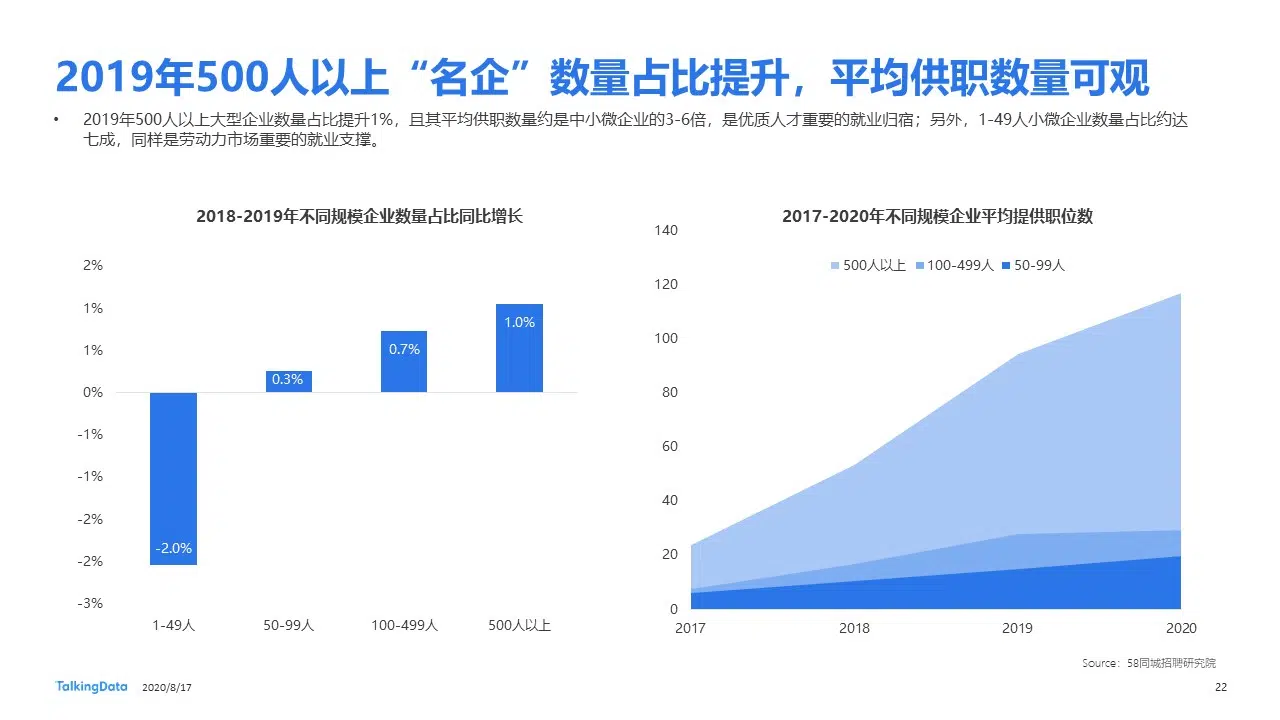 2019年500人以上“名企”数量占比提升，平均供职数量可观
• 2019年500人以上大型企业数量占比提升1%，且其平均供职数量约是中小微企业的3-6倍，是优质人才重要的就业归宿；另外，1-49人小微企业数量占比约达
七成，同样是劳动力市场重要的就业支撑。
2018-2019年不同规模企业数量占比同比增长
2%
1%
1%
0%
-1%
-1%
-2%
-2%
-3%
-2.0%
0.3%
0.7%
1.0%
1-49人
50-99人
100-499人
500人以上
2017-2020年不同规模企业平均提供职位数
500人以上
100-499人
50-99人
140
120
100
80
60
40
20
0
2017
2018
2019
2020
Source：58同城招聘研究院
TalkingData
2020/8/17
22